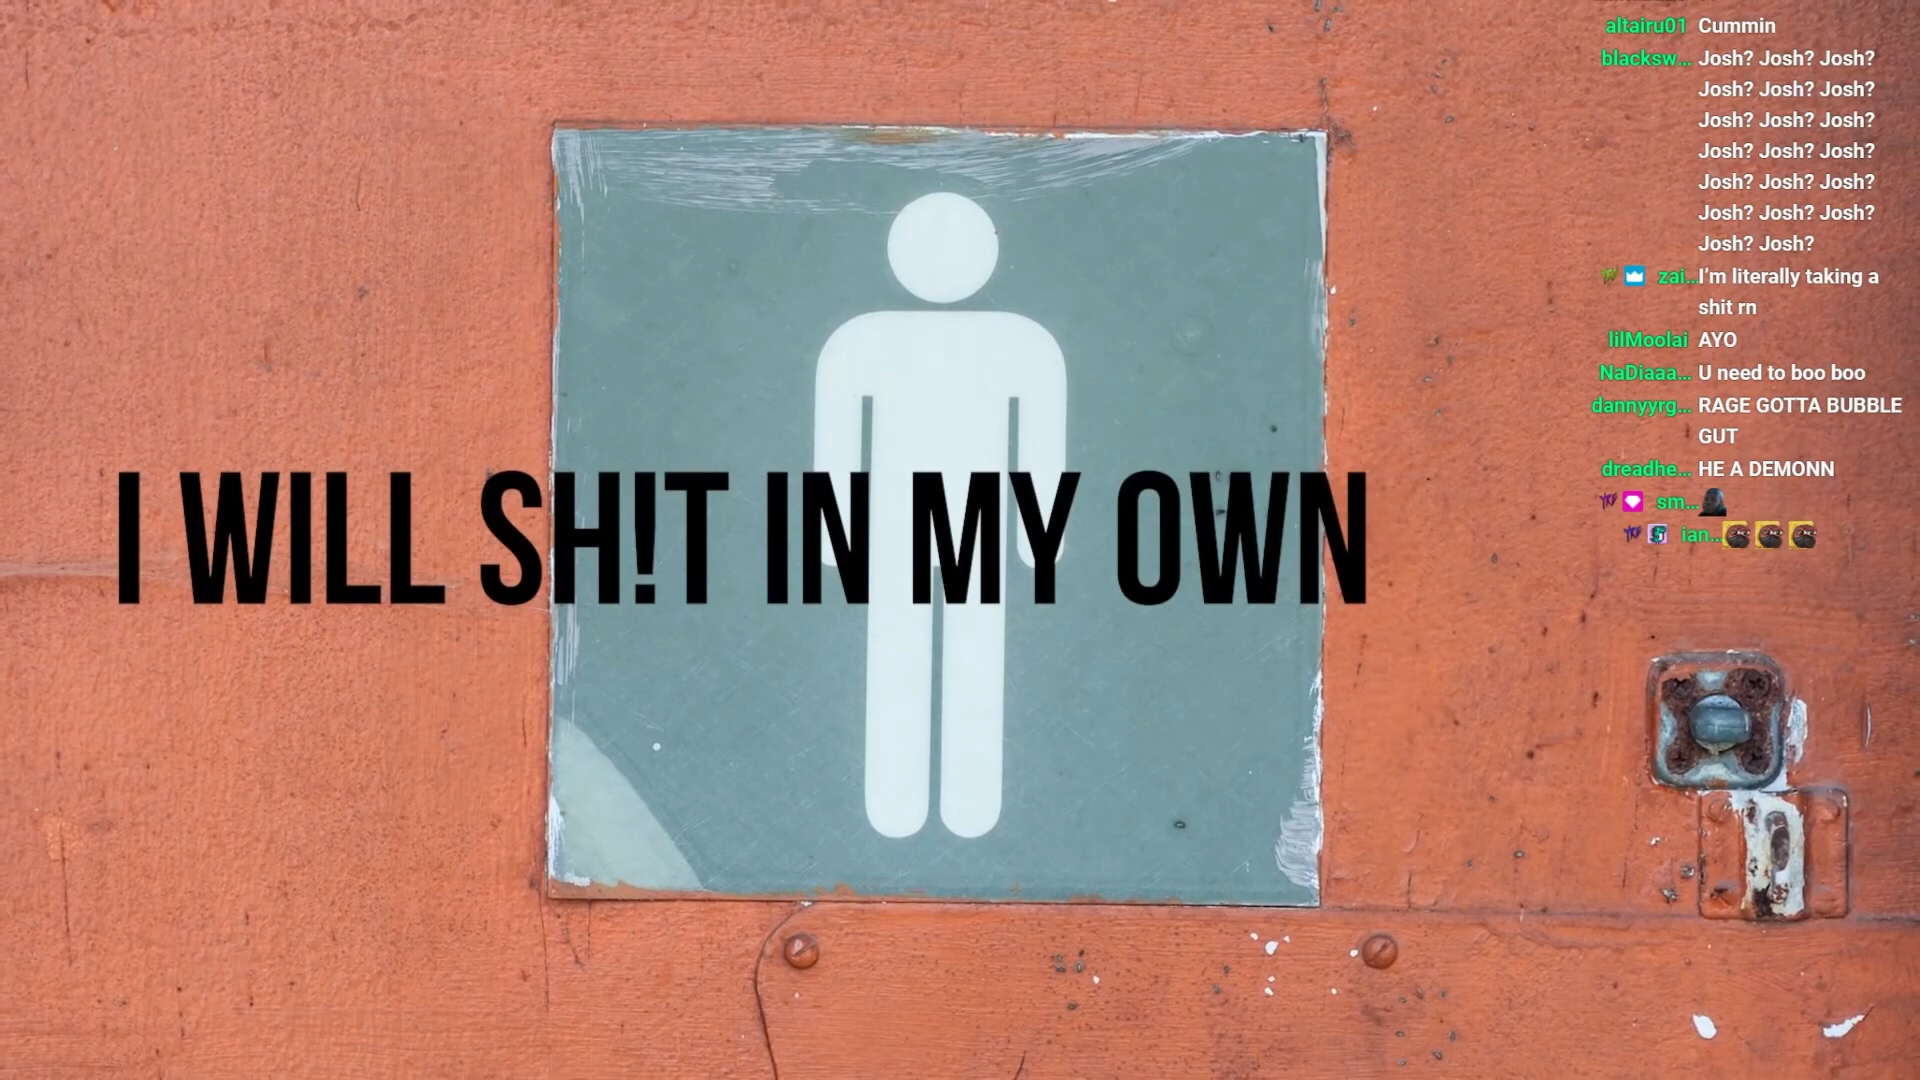 altairu01 Cummin
blacksw... Josh? Josh? Josh?
Josh? Josh? Josh?
Josh? Josh? Josh?
Josh? Josh? Josh?
Josh? Josh? Josh?
Josh? Josh? Josh?
Josh? Josh?
zai... I'm literally taking a
shit rn
lilMoolai AYO
NaDiaaa... U need to boo boo
dannyyrg... RAGE GOTTA BUBBLE
GUT
dreadhe... HE A DEMONN
sm...
ian...
I WILL SH!T IN MY OWN